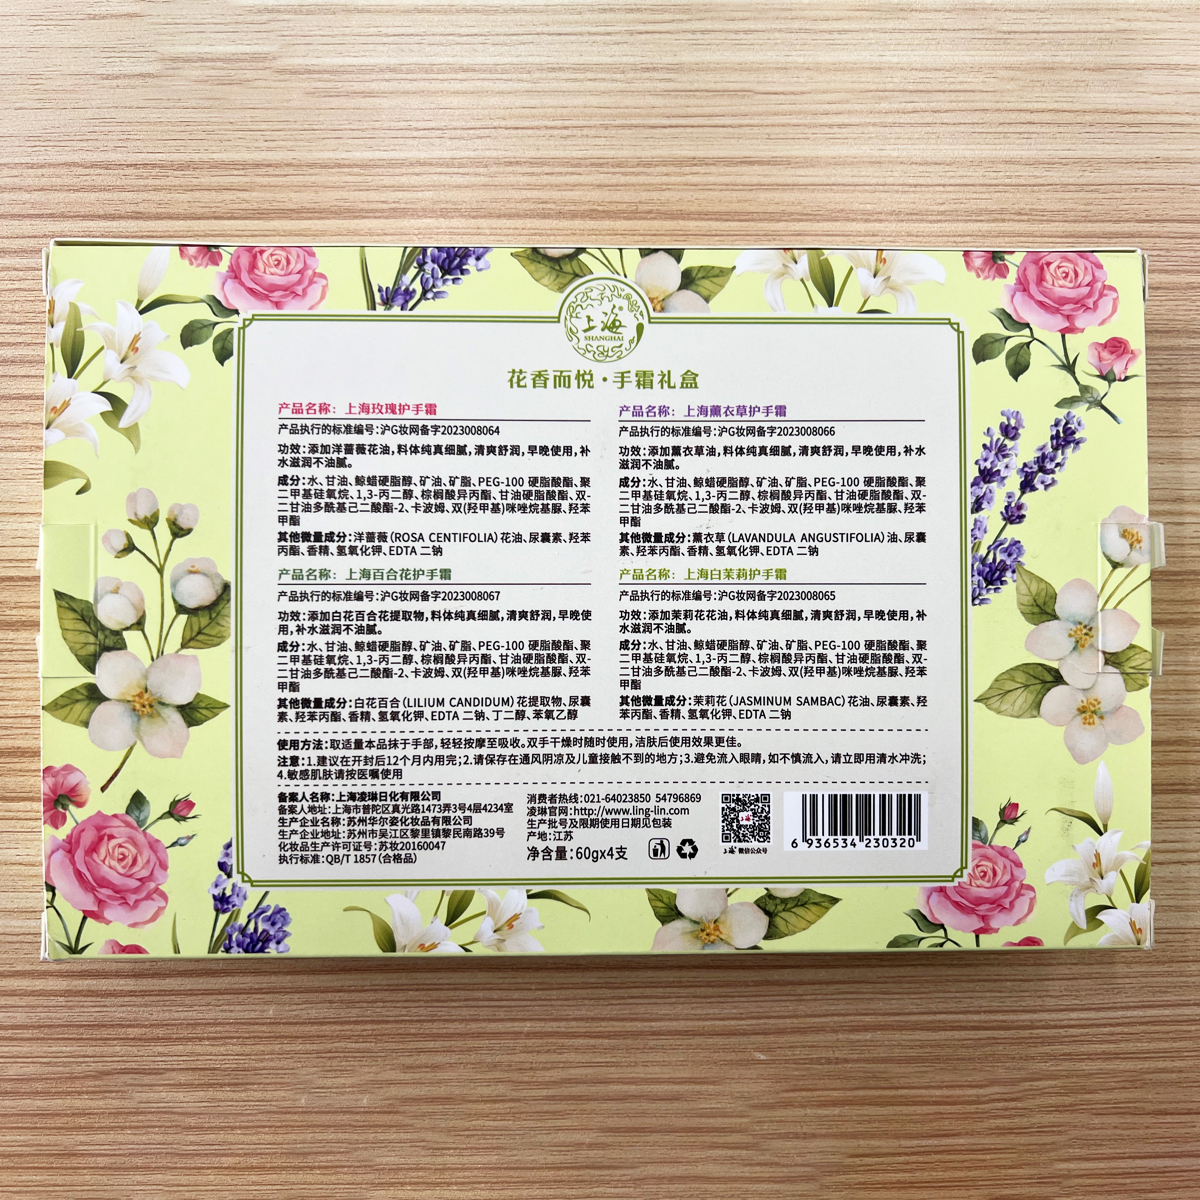 上海
SHANGHAI
花香而悦·手霜礼盒
产品名称：上海玫瑰护手霜
产品执行的标准编号:沪G妆网备字2023008064
功效:添加洋蔷薇花油,料体纯真细腻,清爽舒润,早晚使用,补
水滋润不油腻。
成分:水、甘油、鲸蜡硬脂醇、矿油、矿脂、PEG-100 硬脂酸酯、聚
二甲基硅氧烷、1,3-丙二醇、棕榈酸异丙酯、甘油硬脂酸酯、双-
二甘油多酰基己二酸酯-2、卡波姆、双(羟甲基)咪唑烷基脲、羟苯
甲酯
其他微量成分:洋蔷薇(ROSA CENTIFOLIA)花油、尿囊素、羟苯
丙酯、香精、氢氧化钾、EDTA 二钠
产品名称：上海薰衣草护手霜
产品执行的标准编号:沪G妆网备字2023008066
功效:添加薰衣草油,料体纯真细腻,清爽舒润,早晚使用,补水
滋润不油腻。
成分:水、甘油、鲸蜡硬脂醇、矿油、矿脂、PEG-100 硬脂酸酯、聚
二甲基硅氧烷、1,3-丙二醇、棕榈酸异丙酯、甘油硬脂酸酯、双-
二甘油多酰基己二酸酯-2、卡波姆、双(羟甲基)咪唑烷基脲、羟苯
甲酯
其他微量成分:薰衣草(LAVANDULA ANGUSTIFOLIA)油、尿囊
素、羟苯丙酯、香精、氢氧化钾、EDTA 二钠
产品名称：上海百合花护手霜
产品执行的标准编号:沪G妆网备字2023008067
功效:添加白花百合花提取物,料体纯真细腻,清爽舒润,早晚使
用,补水滋润不油腻。
成分:水、甘油、鲸蜡硬脂醇、矿油、矿脂、PEG-100 硬脂酸酯、聚
二甲基硅氧烷、1,3-丙二醇、棕榈酸异丙酯、甘油硬脂酸酯、双-
二甘油多酰基己二酸酯-2、卡波姆、双(羟甲基)咪唑烷基脲、羟苯
甲酯
其他微量成分:白花百合(LILIUM CANDIDUM)花提取物、尿囊
素、羟苯丙酯、香精、氢氧化钾、EDTA 二钠、丁二醇、苯氧乙醇
产品名称：上海白茉莉护手霜
产品执行的标准编号:沪G妆网备字2023008065
功效:添加茉莉花花油,料体纯真细腻,清爽舒润,早晚使用,补
水滋润不油腻。
成分:水、甘油、鲸蜡硬脂醇、矿油、矿脂、PEG-100 硬脂酸酯、聚
二甲基硅氧烷、1,3-丙二醇、棕榈酸异丙酯、甘油硬脂酸酯、双-
二甘油多酰基己二酸酯-2、卡波姆、双(羟甲基)咪唑烷基脲、羟苯
甲酯
其他微量成分:茉莉花(JASMINUM SAMBAC)花油、尿囊素、羟
苯丙酯、香精、氢氧化钾、EDTA 二钠
使用方法:取适量本品抹于手部,轻轻按摩至吸收。双手干燥时随时使用,洁肤后使用效果更佳。
注意:1.建议在开封后12个月内用完;2.请保存在通风阴凉及儿童接触不到的地方;3.避免流入眼睛,如不慎流入,请立即用清水冲洗;
4.敏感肌肤请按医嘱使用
备案人名称:上海凌琳日化有限公司
备案人地址:上海市普陀区真光路1473弄3号4层4234室
生产企业名称:苏州华尔姿化妆品有限公司
生产企业地址:苏州市吴江区黎里镇黎民南路39号
化妆品生产许可证号:苏妆20160047
执行标准:QB/T 1857(合格品)
消费者热线:021-64023850 54796869
凌琳官网:http://www.ling-lin.com
生产批号及限期使用日期见包装
产地:江苏
净含量:60gx4支
上海 微信公众号
6 936534 230320